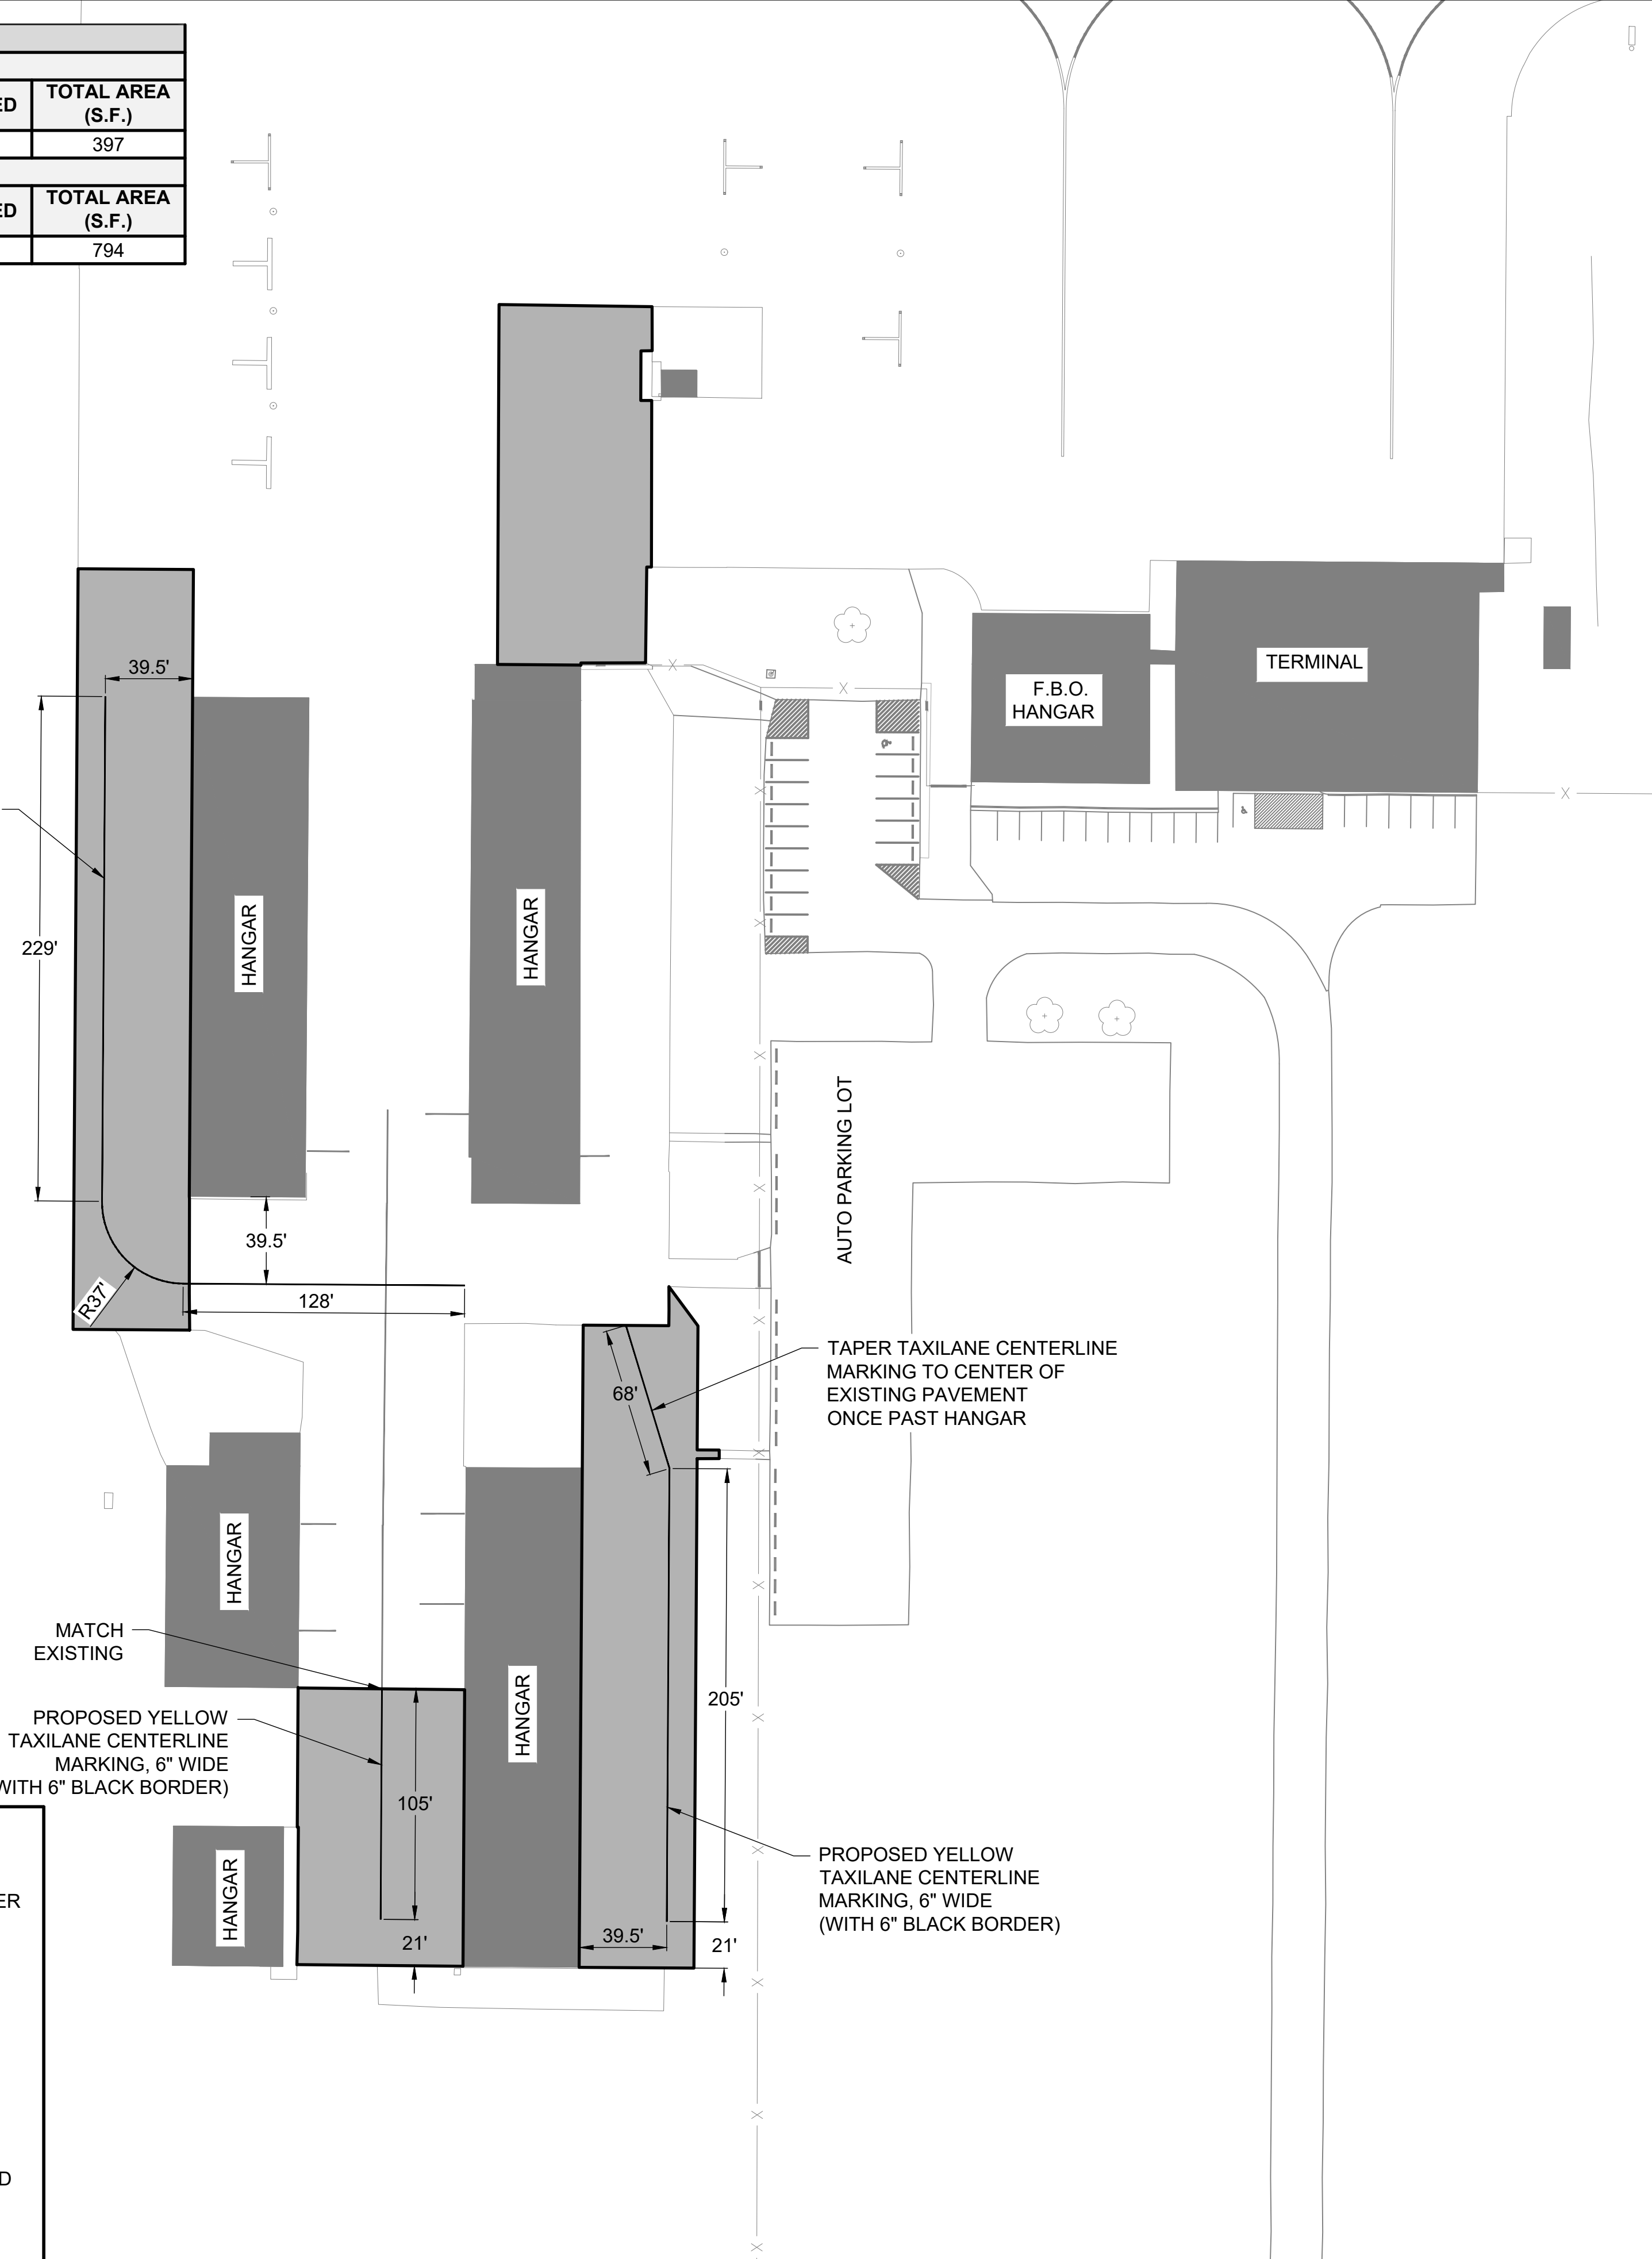 ED
TOTAL AREA
(S.F.)
397
ED
TOTAL AREA
(S.F.)
794
39.5'
229'
HANGAR
HANGAR
F.B.O.
HANGAR
TERMINAL
AUTO PARKING LOT
39.5'
R37'
128'
68'
TAPER TAXILANE CENTERLINE
MARKING TO CENTER OF
EXISTING PAVEMENT
ONCE PAST HANGAR
HANGAR
MATCH
EXISTING
HANGAR
205'
PROPOSED YELLOW
TAXILANE CENTERLINE
MARKING, 6" WIDE
WITH 6" BLACK BORDER)
105'
HANGAR
21'
39.5'
21'
PROPOSED YELLOW
TAXILANE CENTERLINE
MARKING, 6" WIDE
(WITH 6" BLACK BORDER)
ER
D